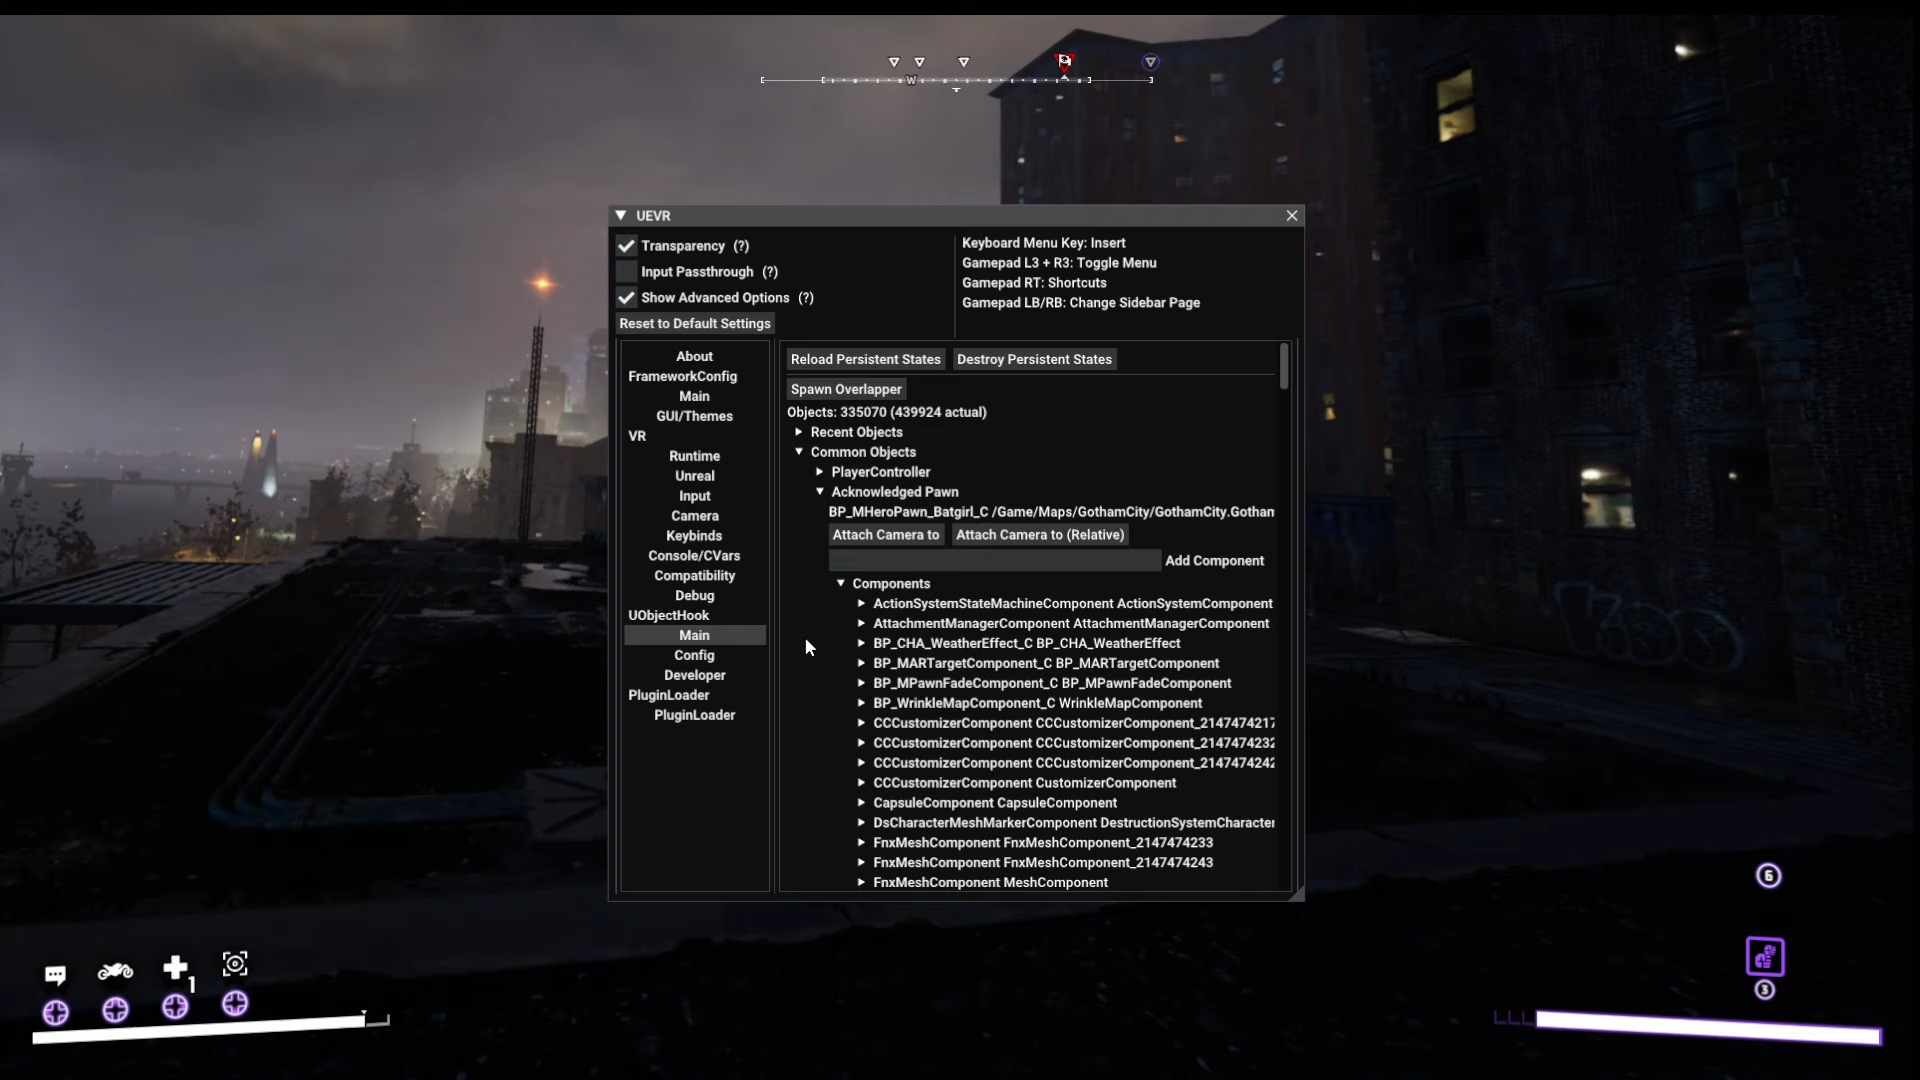 W
UEVR
Transparency (?)
Input Passthrough (?)
Show Advanced Options (?)
Reset to Default Settings
Keyboard Menu Key: Insert
Gamepad L3 + R3: Toggle Menu
Gamepad RT: Shortcuts
Gamepad LB/RB: Change Sidebar Page
About
FrameworkConfig
Main
GUI/Themes
VR
Runtime
Unreal
Input
Camera
Keybinds
Console/CVars
Compatibility
Debug
UObjectHook
Main
Config
Developer
PluginLoader
PluginLoader
Reload Persistent States Destroy Persistent States
Spawn Overlapper
Objects: 335070 (439924 actual)
Recent Objects
Common Objects
PlayerController
Acknowledged Pawn
BP_MHeroPawn_Batgirl_C /Game/Maps/GothamCity/GothamCity.Gotham
Attach Camera to Attach Camera to (Relative)
Add Component
Components
ActionSystemStateMachineComponent ActionSystemComponent
AttachmentManagerComponent AttachmentManagerComponent
BP_CHA_WeatherEffect_C BP_CHA_WeatherEffect
BP_MARTargetComponent_C BP_MARTargetComponent
BP_MPawnFadeComponent_C BP_MPawnFadeComponent
BP_WrinkleMapComponent_C WrinkleMapComponent
CCCustomizerComponent CCCustomizerComponent_2147474217
CCCustomizerComponent CCCustomizerComponent_2147474232
CCCustomizerComponent CCCustomizerComponent_2147474242
CCCustomizerComponent CustomizerComponent
CapsuleComponent CapsuleComponent
DsCharacterMeshMarkerComponent DestructionSystemCharacter
FnxMeshComponent FnxMeshComponent_2147474233
FnxMeshComponent FnxMeshComponent_2147474243
FnxMeshComponent MeshComponent
1
3